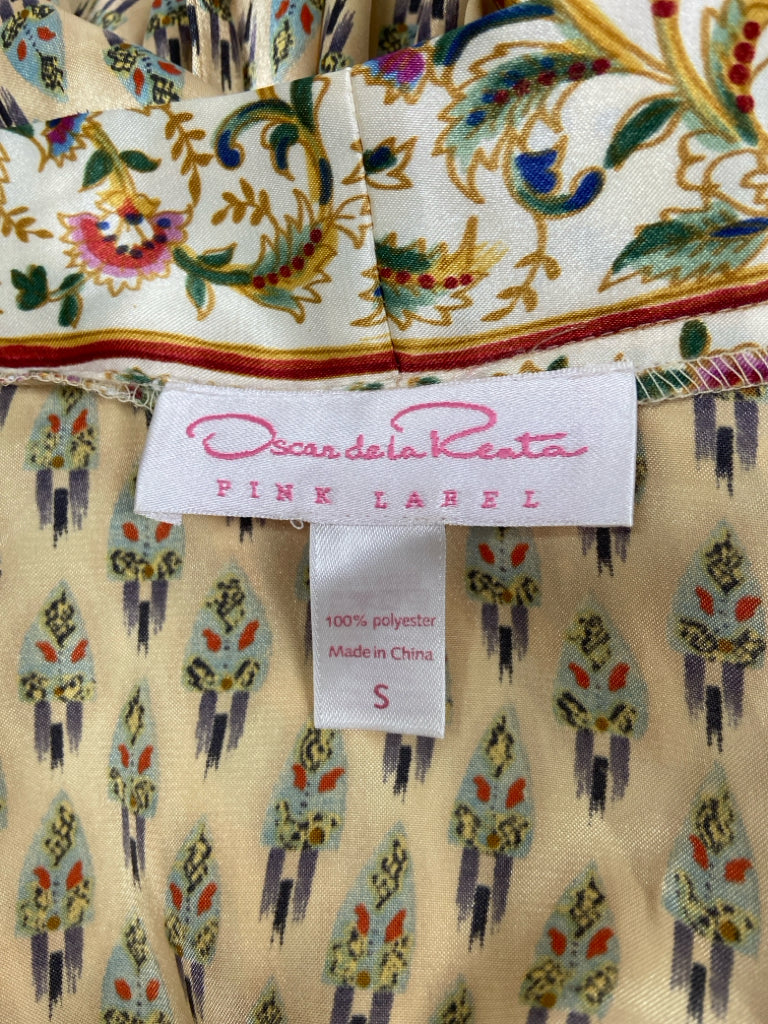 Oscar de la Renta
PINK LABEL
100% polyester
Made in China
S